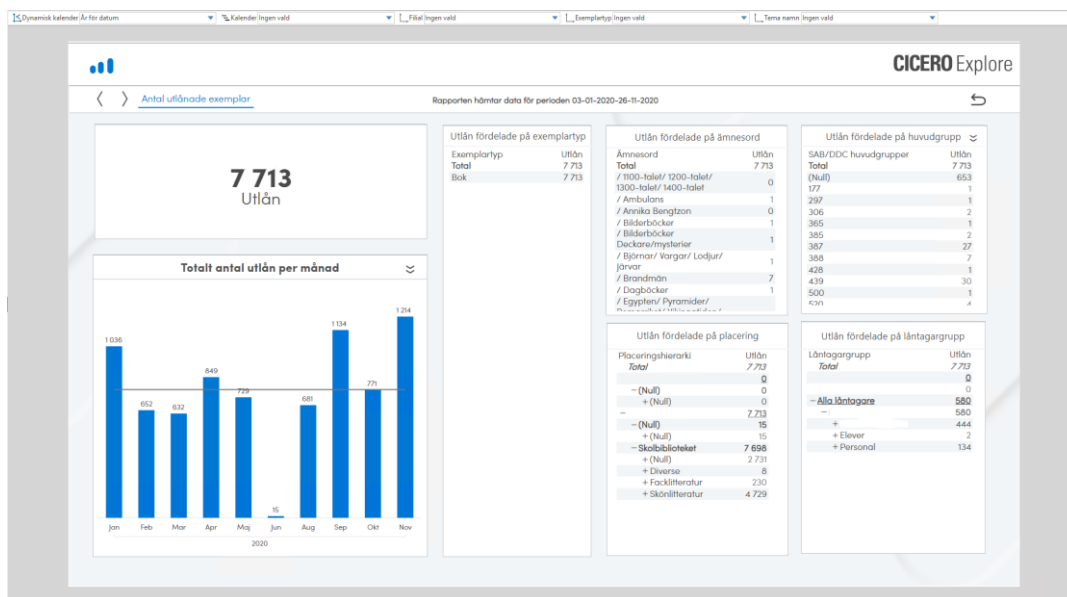 Dynamisk kalender År för datum
Kalender Ingen vald
Filial Ingen vald
Exemplartyp Ingen vald
Tema namn Ingen vald
CICERO Explore
Antal utlånade exemplar
Rapporten hämtar data för perioden 03-01-2020-26-11-2020
7 713
Utlån
Totalt antal utlån per månad
1 036
652
632
849
729
15
681
1 134
771
1 214
Jan Feb Mar Apr Maj Jun Aug Sep Okt Nov
2020
Utlån fördelade på exemplartyp
Exemplartyp Utlån
Total 7 713
Bok 7 713
Utlån fördelade på ämnesord
Ämnesord Utlån
Total 7 713
/ 1100-talet/ 1200-talet/
1300-talet/ 1400-talet 0
/ Ambulans 1
/ Annika Bengtzon 0
/ Bilderböcker 1
/ Bilderböcker
Deckare/mysterier 1
/ Björnar/ Vargar/ Lodjur/
Järvar 1
/ Brandmän 7
/ Dagböcker 1
/ Egypten/ Pyramider/
Utlån fördelade på huvudgrupp
SAB/DDC huvudgrupper Utlån
Total 7 713
(Null) 653
177 1
297 1
306 2
365 1
385 2
387 27
388 7
428 1
439 30
500 1
520 4
Utlån fördelade på placering
Placeringshierarki Utlån
Total 7 713
0
−(Null) 0
+(Null) 0
− 7 713
−(Null) 15
+(Null) 15
−Skolbiblioteket 7 698
+(Null) 2 731
+Diverse 8
+Facklitteratur 230
+Skönlitteratur 4 729
Utlån fördelade på låntagargrupp
Låntagargrupp Utlån
Total 7 713
0
0
−Alla låntagare 580
− 580
+ 444
+Elever 2
+Personal 134